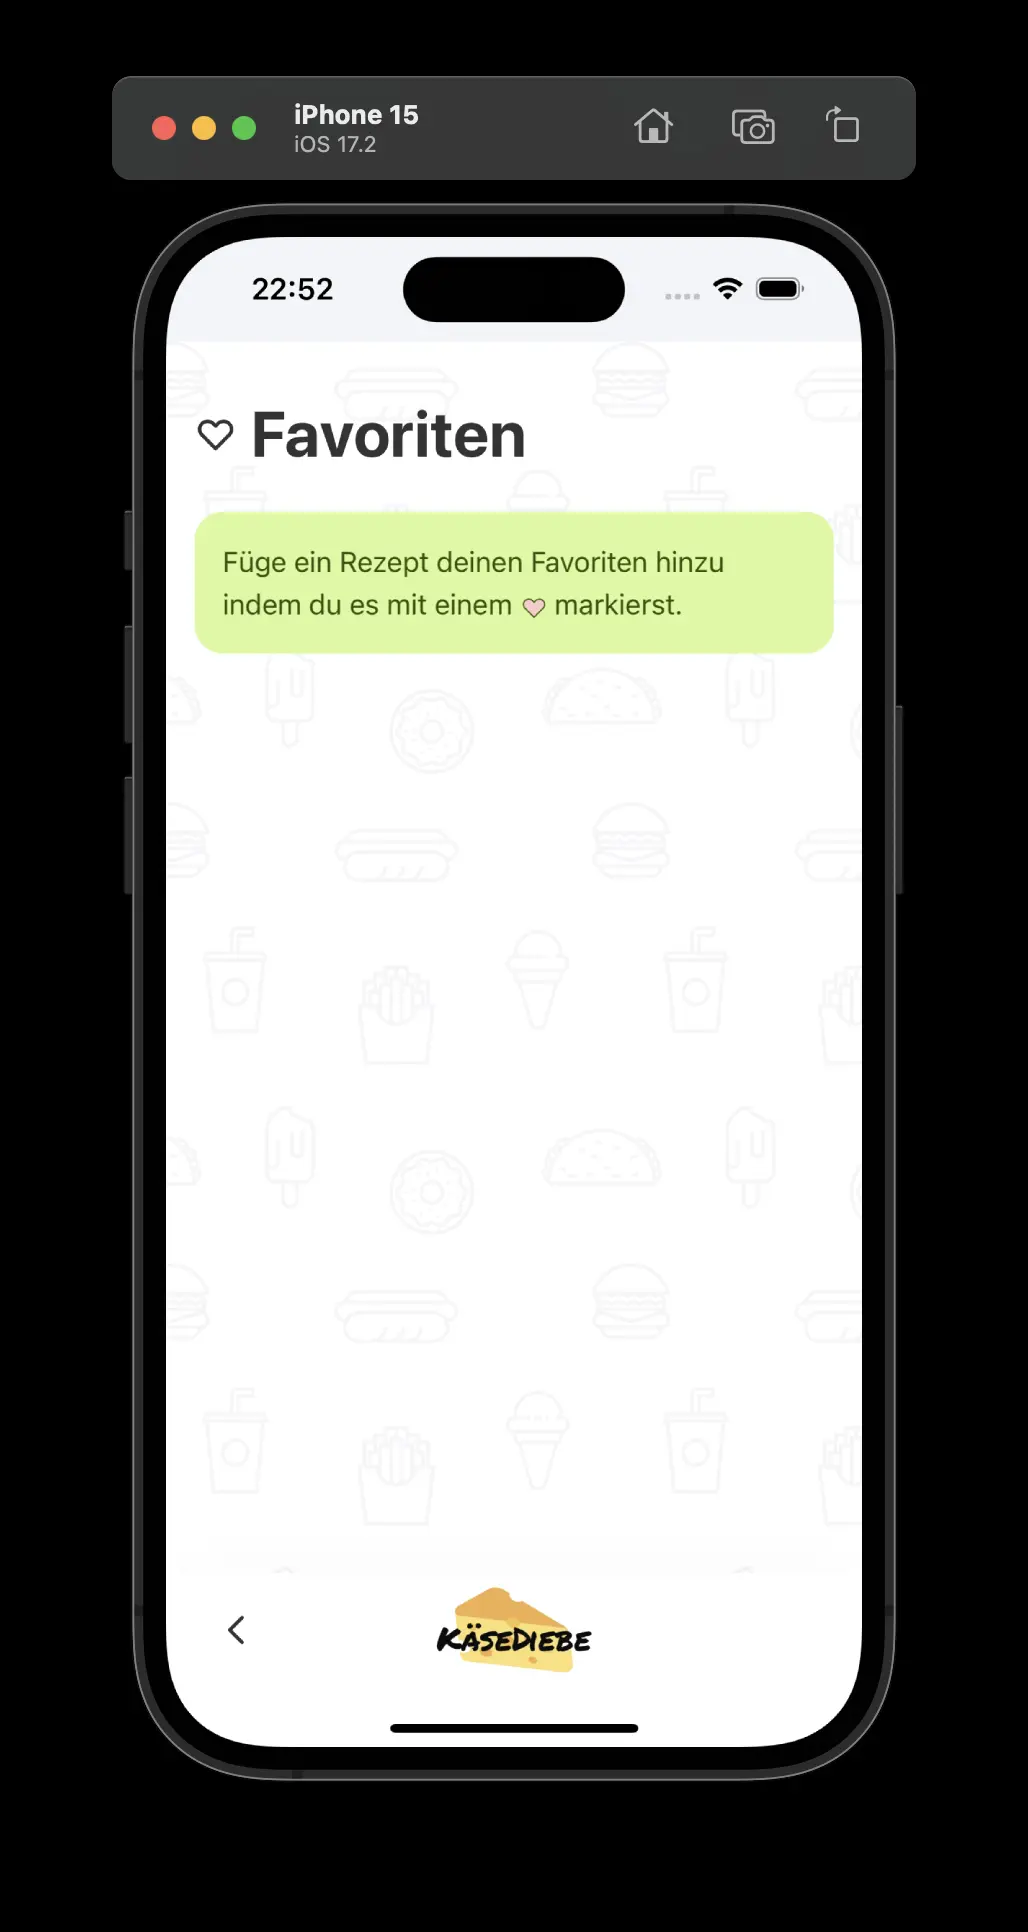 iPhone 15
iOS 17.2
22:52
Favoriten
Füge ein Rezept deinen Favoriten hinzu
indem du es mit einem 🩷 markierst.
KÄSEDIEBE